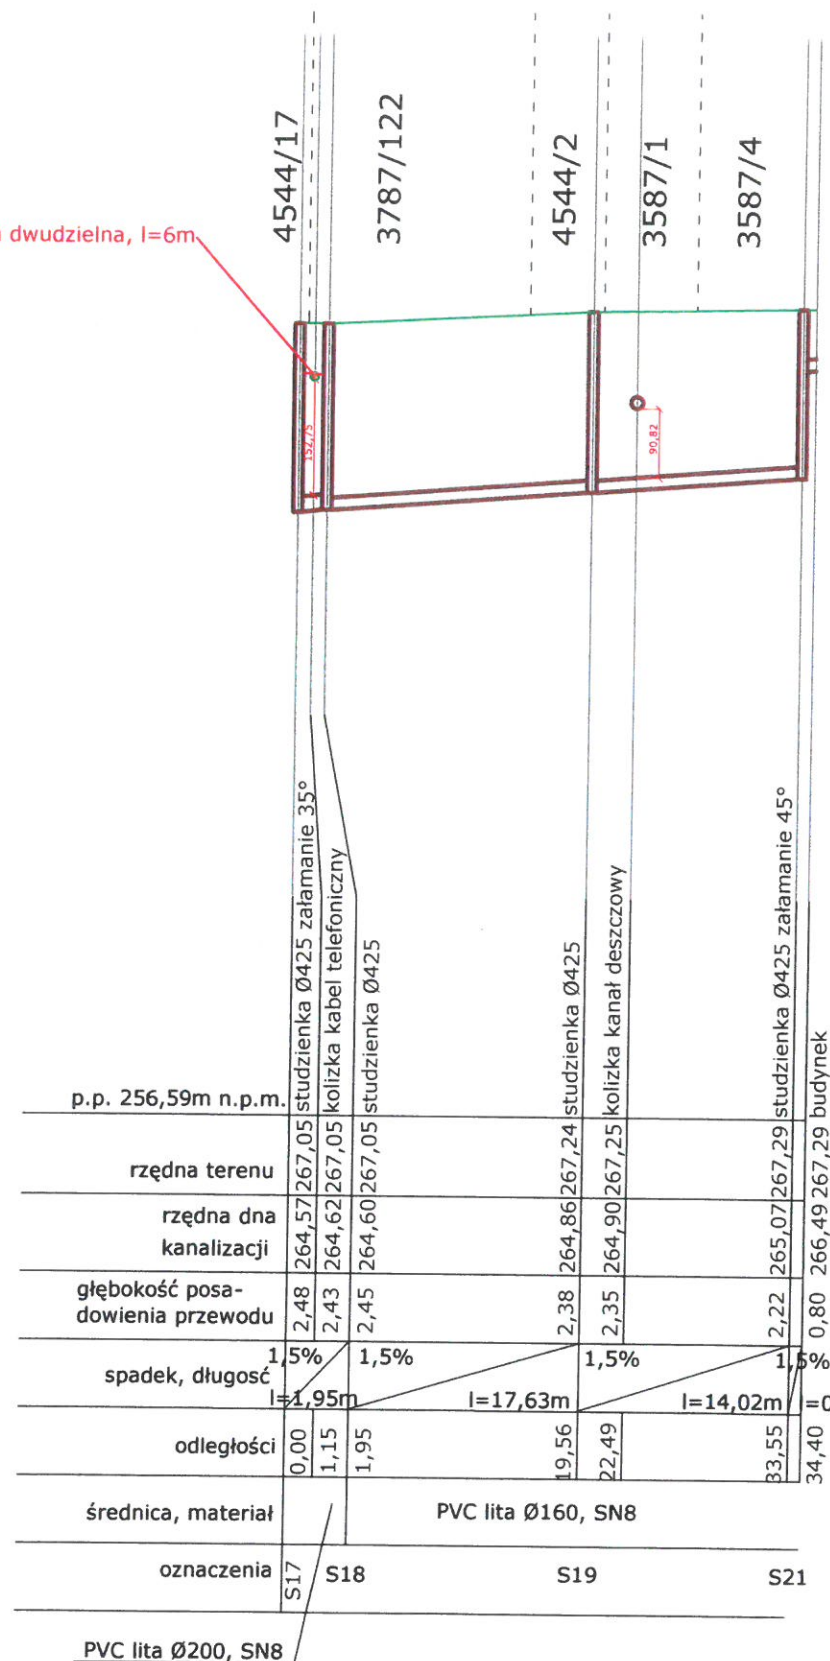 4544/17
3787/122
4544/2
3587/1
3587/4
dwudzielna, l=6m
152,75
90,82
studzienka Ø425 załamanie 35°
kolizka kabel telefoniczny
studzienka Ø425
studzienka Ø425
kolizka kanał deszczowy
studzienka Ø425 załamanie 45°
budynek
p.p. 256,59m n.p.m.
rzędna terenu
267,05
267,05
267,05
267,24
267,25
267,29
267,29
rzędna dna
kanalizacji
264,57
264,62
264,60
264,86
264,90
265,07
266,49
głębokość posa-
dowienia przewodu
2,48
2,43
2,45
2,38
2,35
2,22
0,80
spadek, długosć
1,5%
1,5%
1,5%
1,5%
l=1,95m
l=17,63m
l=14,02m
odległości
0,00
1,15
1,95
19,56
22,49
33,55
34,40
średnica, materiał
PVC lita Ø160, SN8
oznaczenia
S17
S18
S19
S21
PVC lita Ø200, SN8